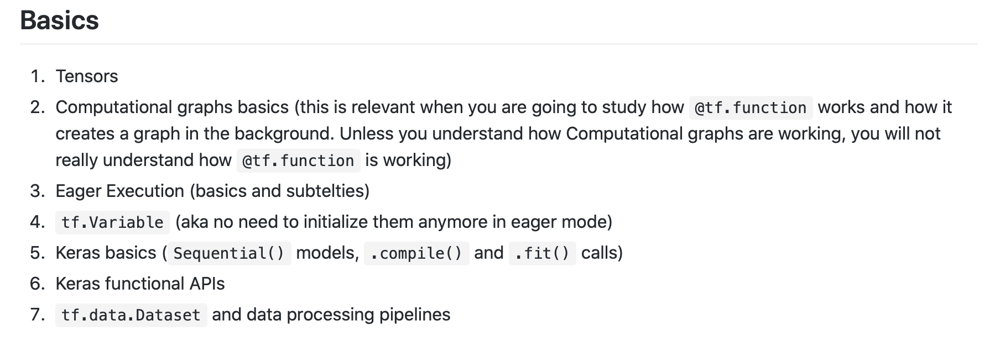 Basics
1. Tensors
2. Computational graphs basics (this is relevant when you are going to study how @tf.function works and how it
creates a graph in the background. Unless you understand how Computational graphs are working, you will not
really understand how @tf.function is working)
3. Eager Execution (basics and subtelties)
4. tf.Variable (aka no need to initialize them anymore in eager mode)
5. Keras basics ( Sequential() models, .compile() and .fit() calls)
6. Keras functional APIs
7. tf.data.Dataset and data processing pipelines